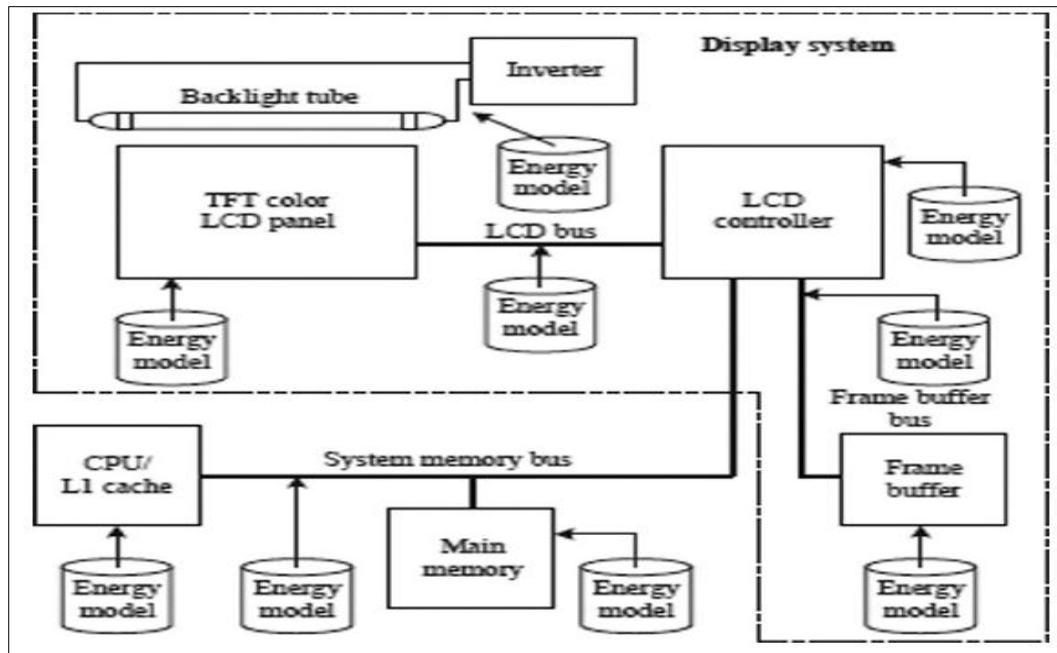 Display system
Inverter
Backlight tube
Energy
model
TFT color
LCD panel
LCD
controller
Energy
model
LCD bus
Energy
model
Energy
model
Energy
model
Frame buffer
bus
CPU/
L1 cache
System memory bus
Frame
buffer
Main
memory
Energy
model
Energy
model
Energy
model
Energy
model